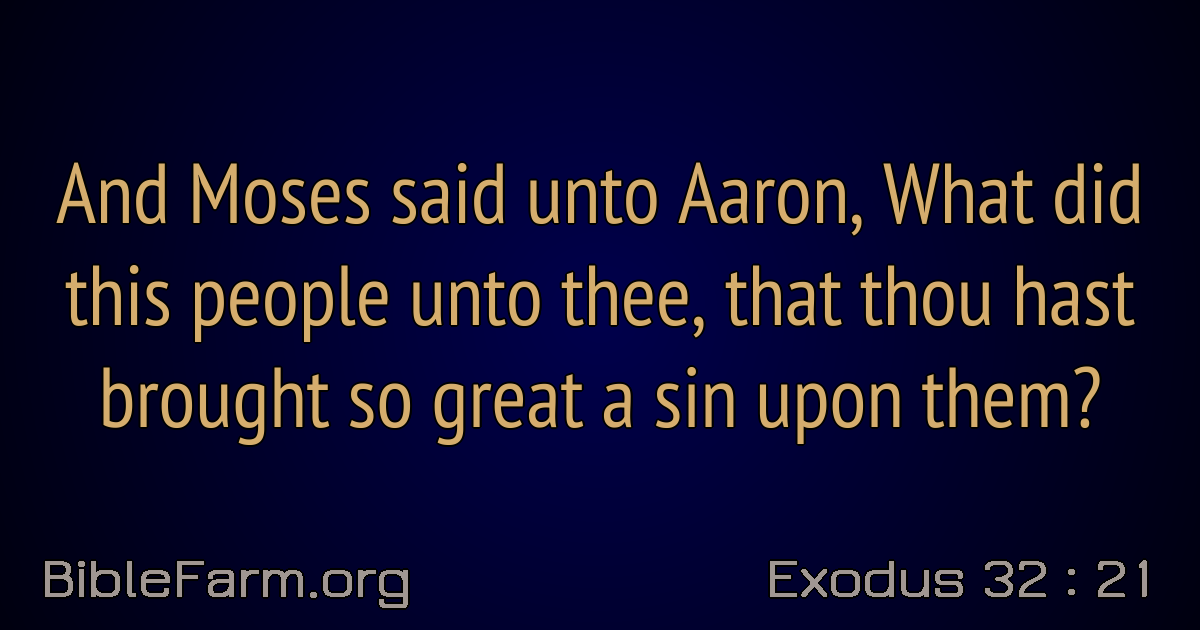 And Moses said unto Aaron, What did
this people unto thee, that thou hast
brought so great a sin upon them?
BibleFarm.org
Exodus 32 : 21